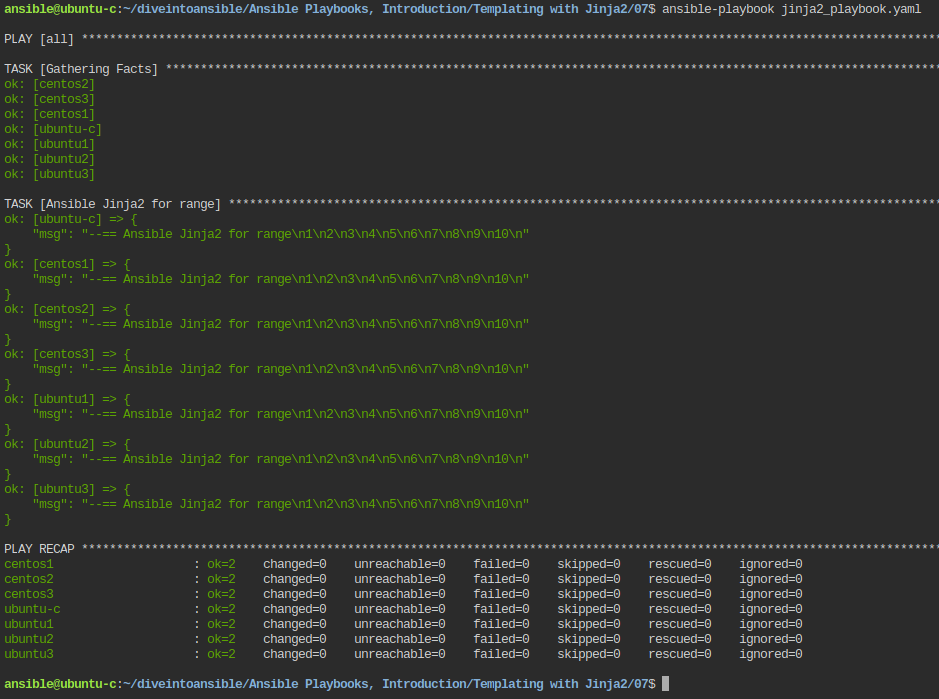 ansible@ubuntu-c:~/diveintoansible/Ansible Playbooks, Introduction/Templating with Jinja2/07$ ansible-playbook jinja2_playbook.yaml
PLAY [all] **************************************************************************************************************************
TASK [Gathering Facts] **************************************************************************************************************
ok: [centos2]
ok: [centos3]
ok: [centos1]
ok: [ubuntu-c]
ok: [ubuntu1]
ok: [ubuntu2]
ok: [ubuntu3]
TASK [Ansible Jinja2 for range] *****************************************************************************************************
ok: [ubuntu-c] => {
    "msg": "--== Ansible Jinja2 for range\n1\n2\n3\n4\n5\n6\n7\n8\n9\n10\n"
}
ok: [centos1] => {
    "msg": "--== Ansible Jinja2 for range\n1\n2\n3\n4\n5\n6\n7\n8\n9\n10\n"
}
ok: [centos2] => {
    "msg": "--== Ansible Jinja2 for range\n1\n2\n3\n4\n5\n6\n7\n8\n9\n10\n"
}
ok: [centos3] => {
    "msg": "--== Ansible Jinja2 for range\n1\n2\n3\n4\n5\n6\n7\n8\n9\n10\n"
}
ok: [ubuntu1] => {
    "msg": "--== Ansible Jinja2 for range\n1\n2\n3\n4\n5\n6\n7\n8\n9\n10\n"
}
ok: [ubuntu2] => {
    "msg": "--== Ansible Jinja2 for range\n1\n2\n3\n4\n5\n6\n7\n8\n9\n10\n"
}
ok: [ubuntu3] => {
    "msg": "--== Ansible Jinja2 for range\n1\n2\n3\n4\n5\n6\n7\n8\n9\n10\n"
}
PLAY RECAP **************************************************************************************************************************
centos1                    : ok=2    changed=0    unreachable=0    failed=0    skipped=0    rescued=0    ignored=0
centos2                    : ok=2    changed=0    unreachable=0    failed=0    skipped=0    rescued=0    ignored=0
centos3                    : ok=2    changed=0    unreachable=0    failed=0    skipped=0    rescued=0    ignored=0
ubuntu-c                   : ok=2    changed=0    unreachable=0    failed=0    skipped=0    rescued=0    ignored=0
ubuntu1                    : ok=2    changed=0    unreachable=0    failed=0    skipped=0    rescued=0    ignored=0
ubuntu2                    : ok=2    changed=0    unreachable=0    failed=0    skipped=0    rescued=0    ignored=0
ubuntu3                    : ok=2    changed=0    unreachable=0    failed=0    skipped=0    rescued=0    ignored=0
ansible@ubuntu-c:~/diveintoansible/Ansible Playbooks, Introduction/Templating with Jinja2/07$